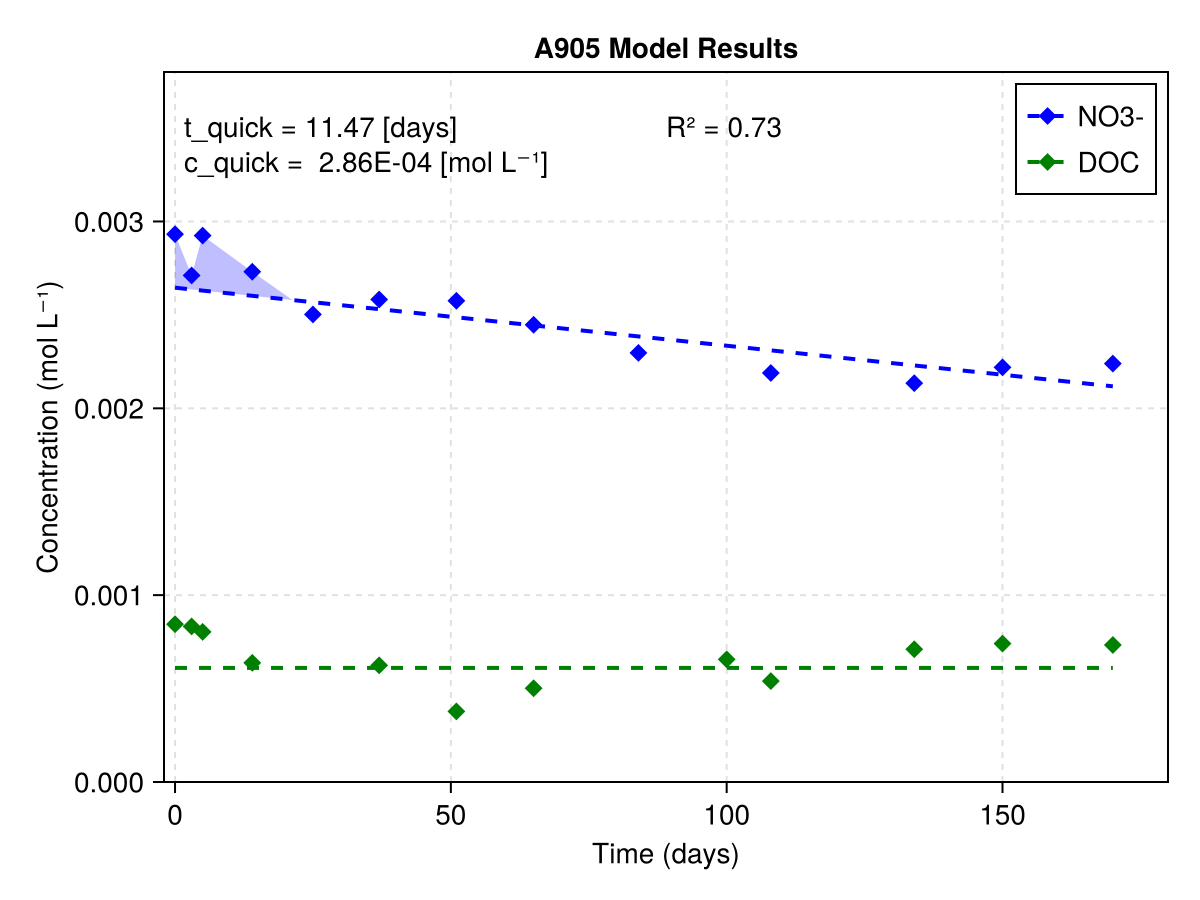 A905 Model Results
t_quick = 11.47 [days]
R² = 0.73
c_quick =  2.86E-04 [mol L⁻¹]
NO3-
DOC
Concentration (mol L⁻¹)
0.003
0.002
0.001
0.000
0
50
100
150
Time (days)